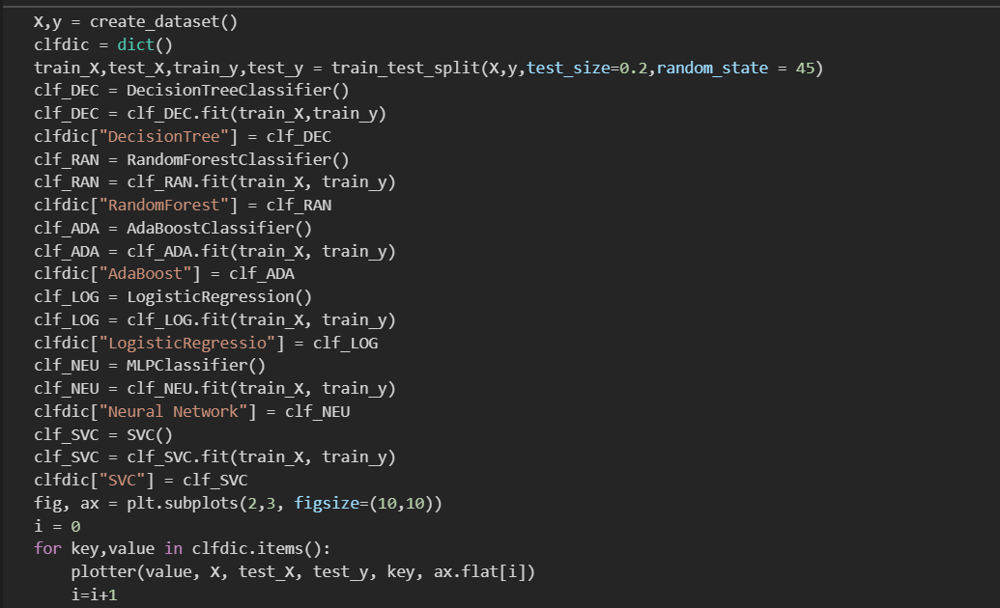 X,y = create_dataset()
clfdic = dict()
train_X,test_X,train_y,test_y = train_test_split(X,y,test_size=0.2,random_state = 45)
clf_DEC = DecisionTreeClassifier()
clf_DEC = clf_DEC.fit(train_X,train_y)
clfdic["DecisionTree"] = clf_DEC
clf_RAN = RandomForestClassifier()
clf_RAN = clf_RAN.fit(train_X, train_y)
clfdic["RandomForest"] = clf_RAN
clf_ADA = AdaBoostClassifier()
clf_ADA = clf_ADA.fit(train_X, train_y)
clfdic["AdaBoost"] = clf_ADA
clf_LOG = LogisticRegression()
clf_LOG = clf_LOG.fit(train_X, train_y)
clfdic["LogisticRegressio"] = clf_LOG
clf_NEU = MLPClassifier()
clf_NEU = clf_NEU.fit(train_X, train_y)
clfdic["Neural Network"] = clf_NEU
clf_SVC = SVC()
clf_SVC = clf_SVC.fit(train_X, train_y)
clfdic["SVC"] = clf_SVC
fig, ax = plt.subplots(2,3, figsize=(10,10))
i = 0
for key,value in clfdic.items():
    plotter(value, X, test_X, test_y, key, ax.flat[i])
    i=i+1